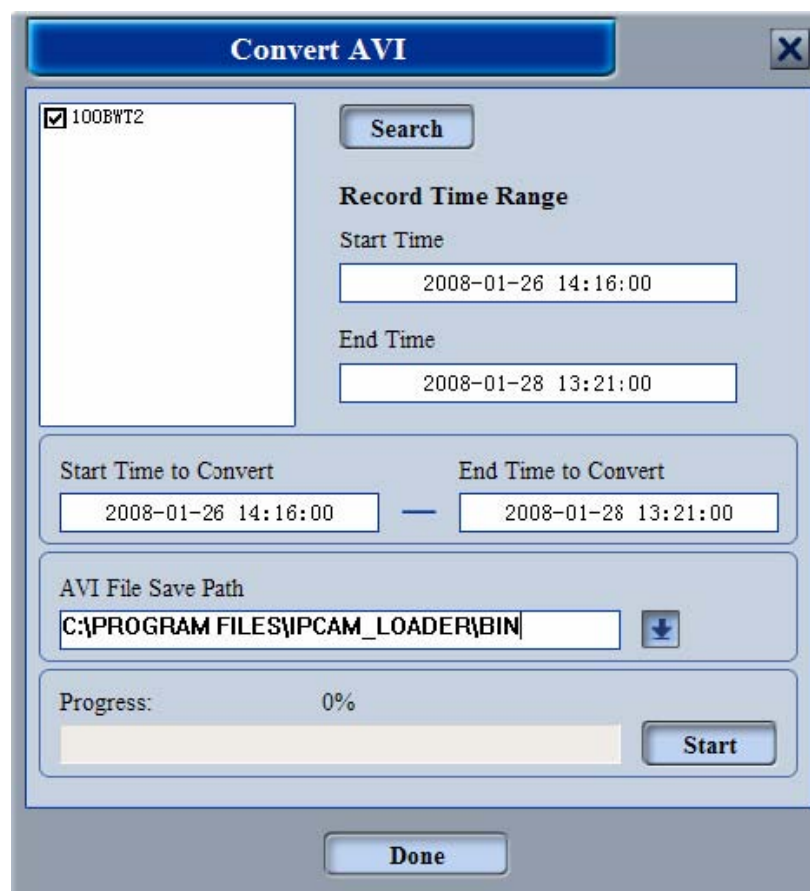 Convert AVI
100BWT2
Search
Record Time Range
Start Time
2008-01-26 14:16:00
End Time
2008-01-28 13:21:00
Start Time to Convert
End Time to Convert
2008-01-26 14:16:00
2008-01-28 13:21:00
AVI File Save Path
C:\PROGRAM FILES\IPCAM_LOADER\BIN
Progress: 0%
Start
Done